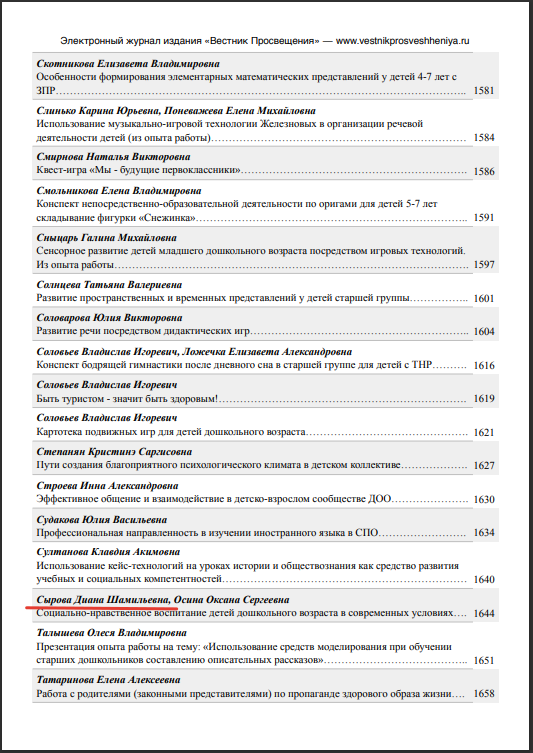 Электронный журнал издания «Вестник Просвещения» — www.vestnikprosveshheniya.ru
Скотникова Елизавета Владимировна
Особенности формирования элементарных математических представлений у детей 4-7 лет с
ЗПР…………………………………………………………………………………………… 1581
Слинько Карина Юрьевна, Поневажева Елена Михайловна
Использование музыкально-игровой технологии Железновых в организации речевой
деятельности детей (из опыта работы)…………………………………………………… 1584
Смирнова Наталья Викторовна
Квест-игра «Мы - будущие первоклассники»…………………………………………… 1586
Смольникова Елена Владимировна
Конспект непосредственно-образовательной деятельности по оригами для детей 5-7 лет
складывание фигурки «Снежинка»……………………………………………………….. 1591
Сныцарь Галина Михайловна
Сенсорное развитие детей младшего дошкольного возраста посредством игровых технологий.
Из опыта работы…………………………………………………………………………… 1597
Солнцева Татьяна Валериевна
Развитие пространственных и временных представлений у детей старшей группы………….. 1601
Соловарова Юлия Викторовна
Развитие речи посредством дидактических игр………………………………………… 1604
Соловьев Владислав Игоревич, Ложечка Елизавета Александровна
Конспект бодрящей гимнастики после дневного сна в старшей группе для детей с ТНР………. 1616
Соловьев Владислав Игоревич
Быть туристом - значит быть здоровым!………………………………………………… 1619
Соловьев Владислав Игоревич
Картотека подвижных игр для детей дошкольного возраста…………………………… 1621
Степанян Кристинэ Саргисовна
Пути создания благоприятного психологического климата в детском коллективе………… 1627
Строева Инна Александровна
Эффективное общение и взаимодействие в детско-взрослом сообществе ДОО…………… 1630
Судакова Юлия Васильевна
Профессиональная направленность в изучении иностранного языка в СПО……………… 1634
Султанова Клавдия Акимовна
Использование кейс-технологий на уроках истории и обществознания как средство развития
учебных и социальных компетентностей………………………………………………… 1640
Сырова Диана Шамильевна, Осина Оксана Сергеевна
Социально-нравственное воспитание детей дошкольного возраста в современных условиях…. 1644
Талышева Олеся Владимировна
Презентация опыта работы на тему: «Использование средств моделирования при обучении
старших дошкольников составлению описательных рассказов»………………………… 1651
Татаринова Елена Алексеевна
Работа с родителями (законными представителями) по пропаганде здорового образа жизни…. 1658